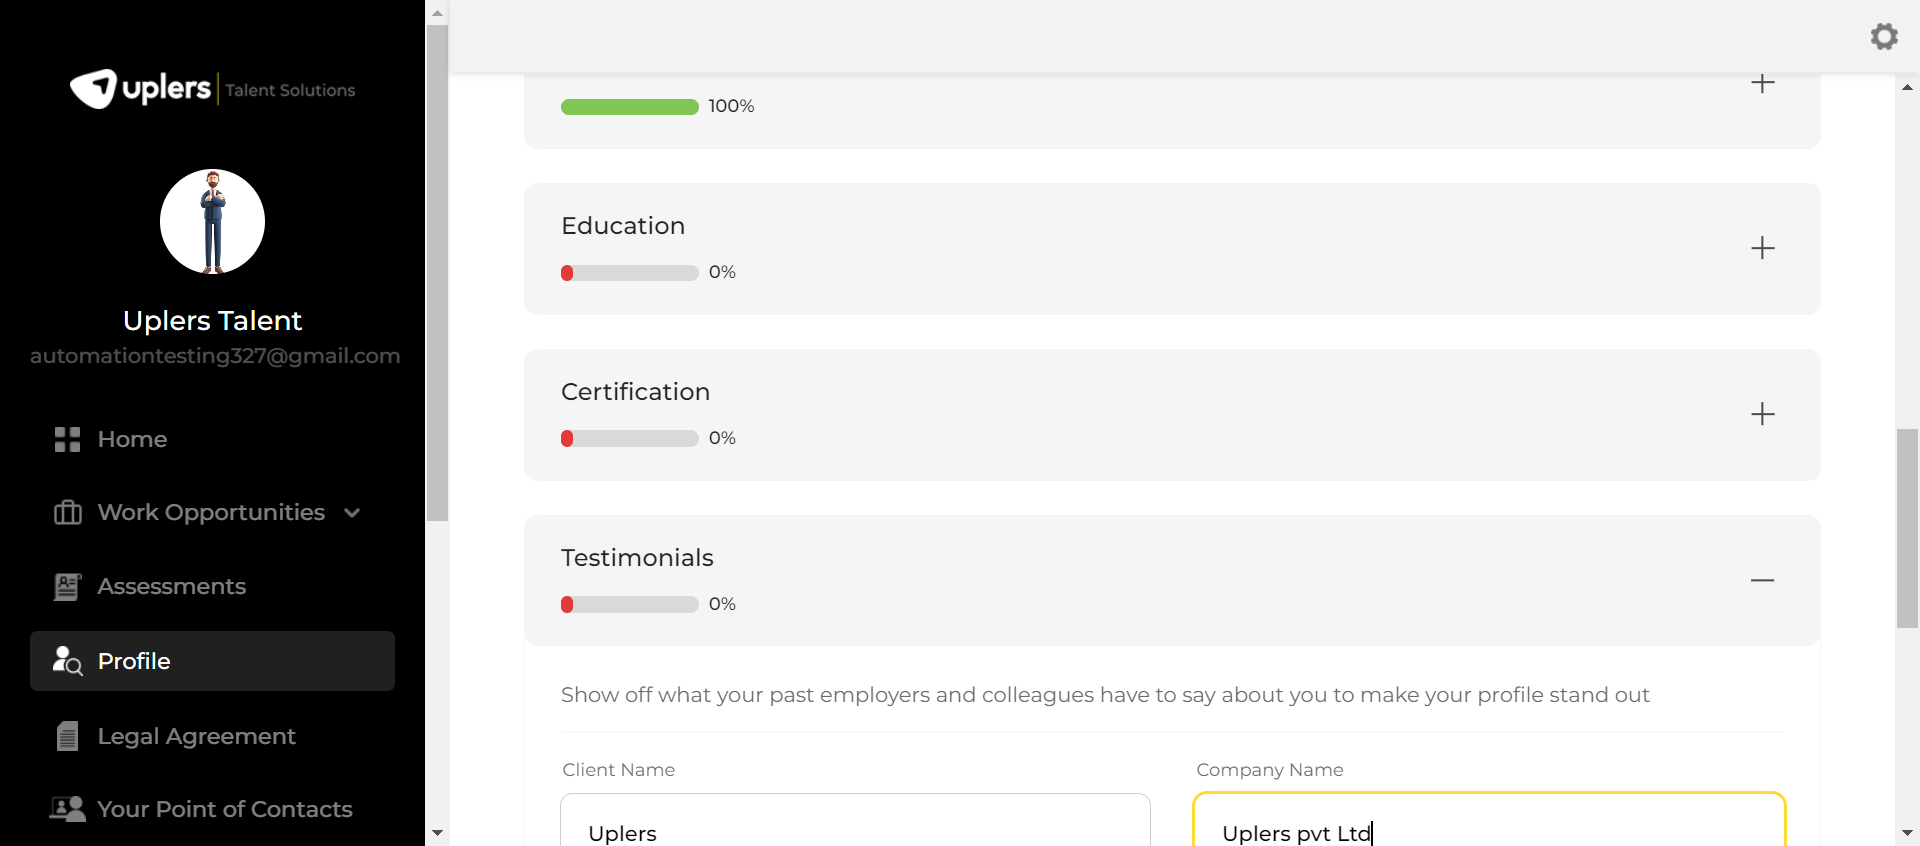 uplers | Talent Solutions
Uplers Talent
automationtesting327@gmail.com
Home
Work Opportunities
Assessments
Profile
Legal Agreement
Your Point of Contacts
100%
Education
0%
Certification
0%
Testimonials
0%
Show off what your past employers and colleagues have to say about you to make your profile stand out
Client Name
Company Name
Uplers
Uplers pvt Ltd